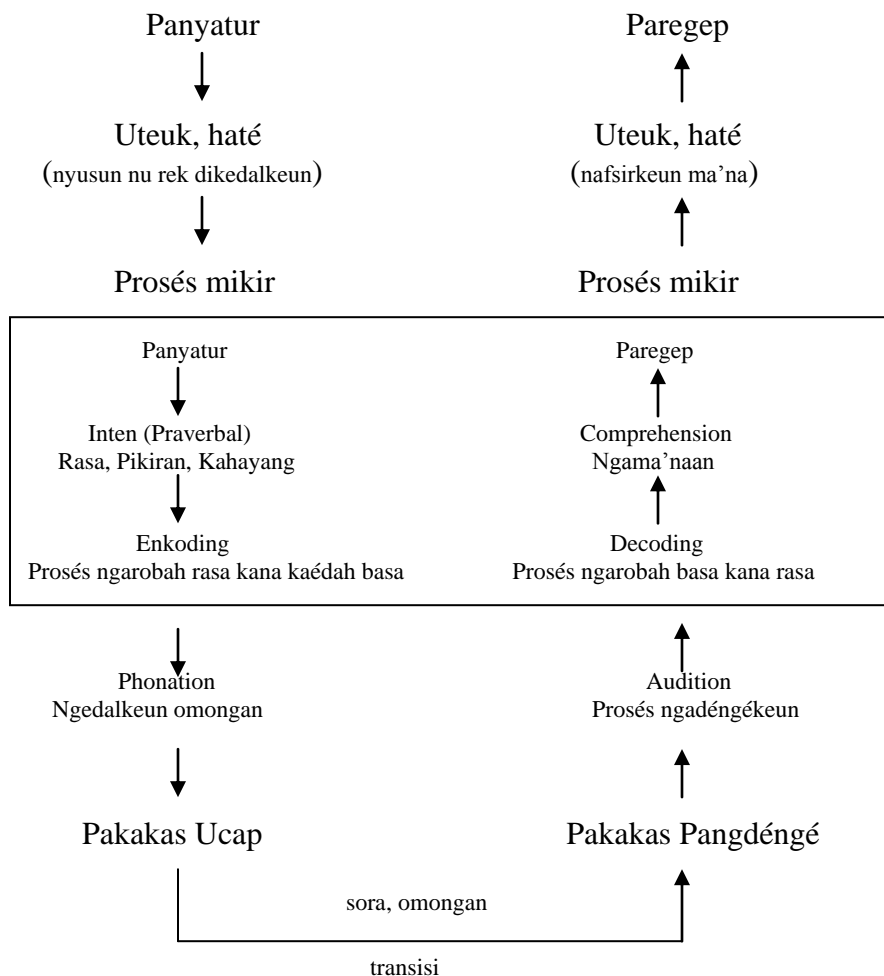 Panyatur
Paregep
Uteuk, haté
(nyusun nu rek dikedalkeun)
Uteuk, haté
(nafsirkeun ma’na)
Prosés mikir
Prosés mikir
Panyatur
Paregep
Inten (Praverbal)
Rasa, Pikiran, Kahayang
Comprehension
Ngama’naan
Enkoding
Prosés ngarobah rasa kana kaédah basa
Decoding
Prosés ngarobah basa kana rasa
Phonation
Ngedalkeun omongan
Audition
Prosés ngadéngékeun
Pakakas Ucap
Pakakas Pangdéngé
sora, omongan
transisi